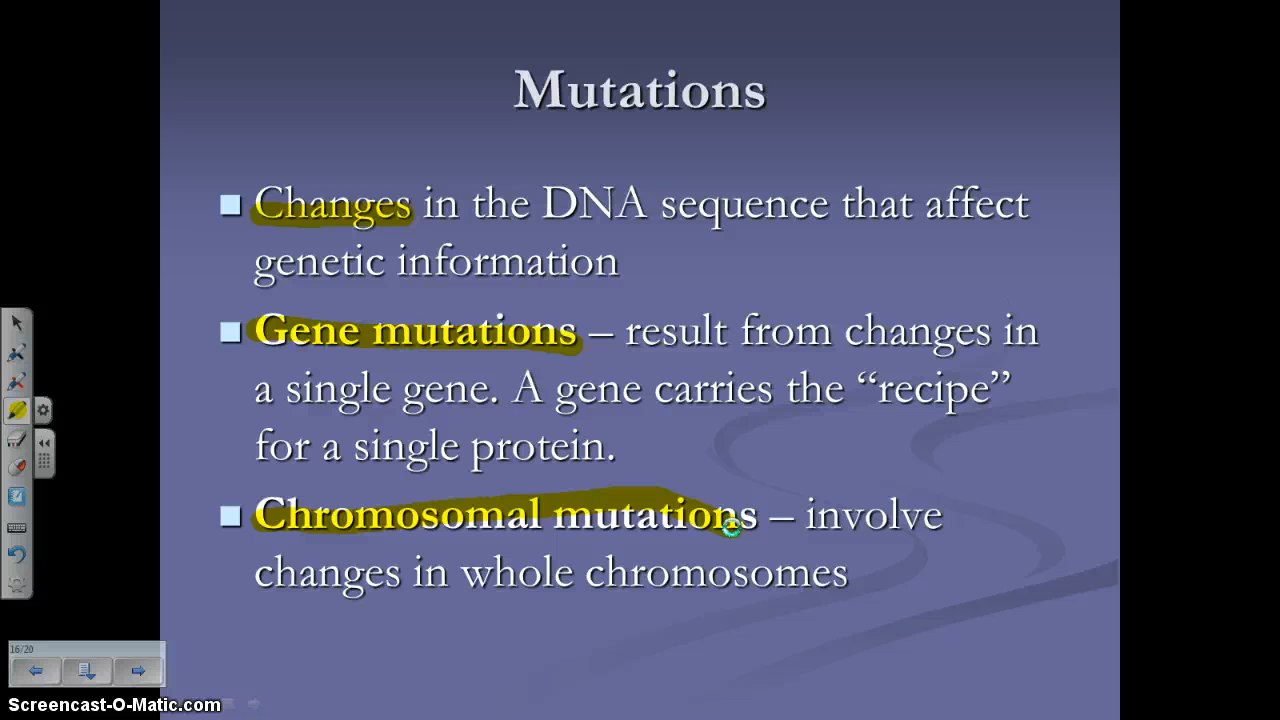 Mutations
Changes in the DNA sequence that affect
genetic information
Gene mutations – result from changes in
a single gene. A gene carries the “recipe”
for a single protein.
Chromosomal mutations – involve
changes in whole chromosomes
16/20
Screencast-O-Matic.com